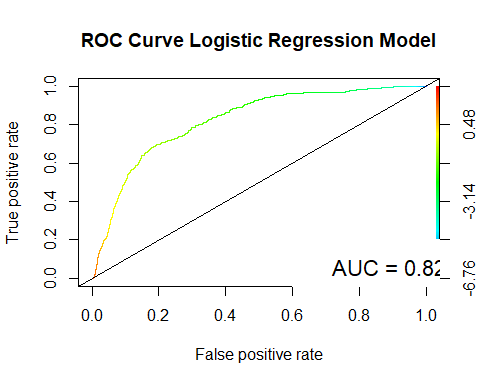 ROC Curve Logistic Regression Model
True positive rate
1.0
0.8
0.6
0.4
0.2
0.0
0.48
-3.14
-6.76
AUC = 0.82
0.0 0.2 0.4 0.6 0.8 1.0
False positive rate